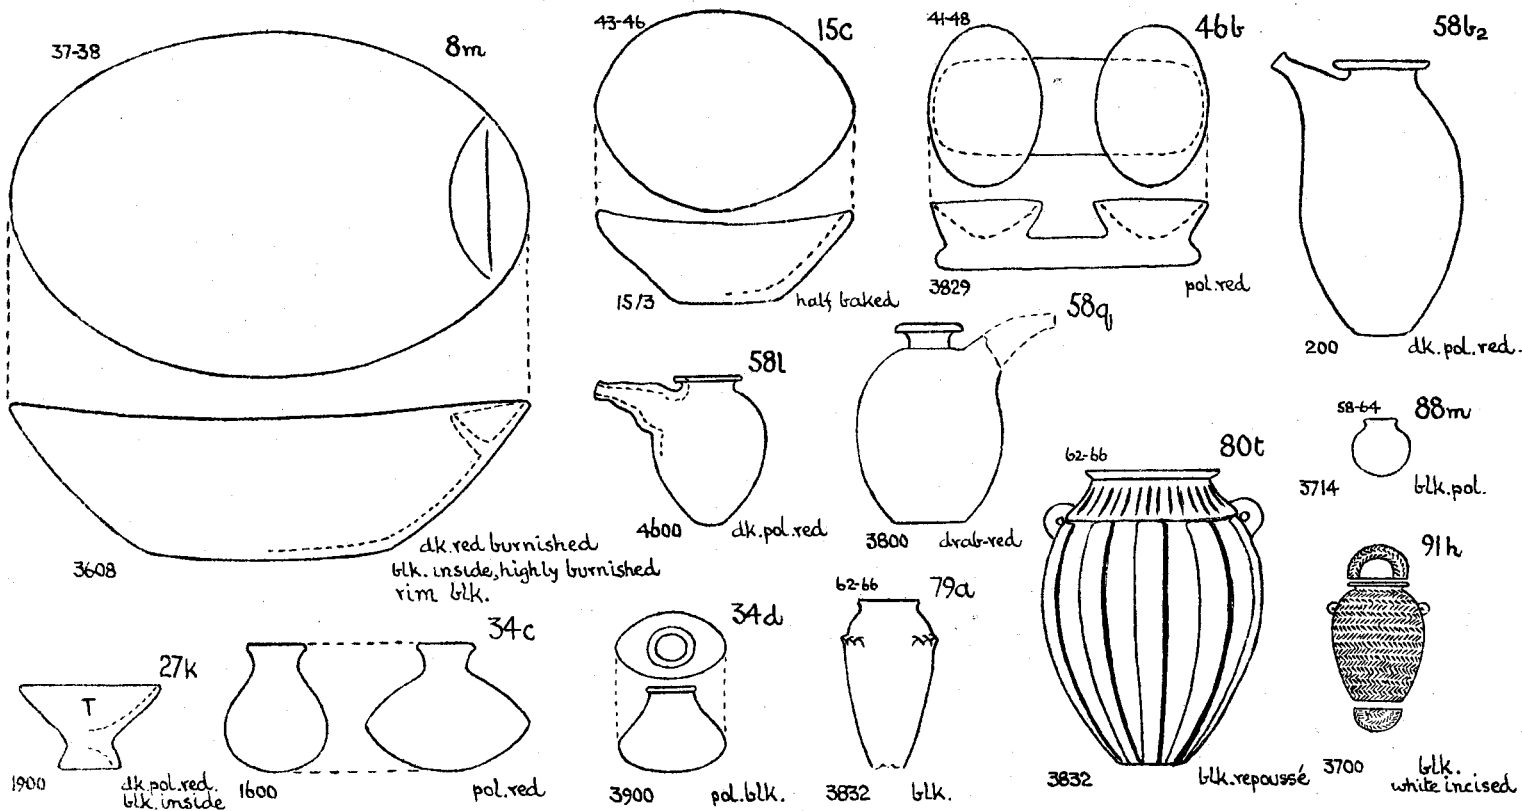 37-38
8m
3608
dk.red burnished
blk. inside, highly burnished
rim blk.
43-46
15c
1513
half baked
41-48
46b
3829
pol.red
58b2
200
dk.pol.red.
58l
4600
dk.pol.red
58q
3800
drab-red
58-64
88m
3714
blk.pol.
62-66
80t
3832
blk.repoussé
91h
3700
blk.
white incised
27k
T
1900
dk.pol.red.
blk.inside
34c
1600
pol.red
34d
3900
pol.blk.
62-66
79a
3832
blk.